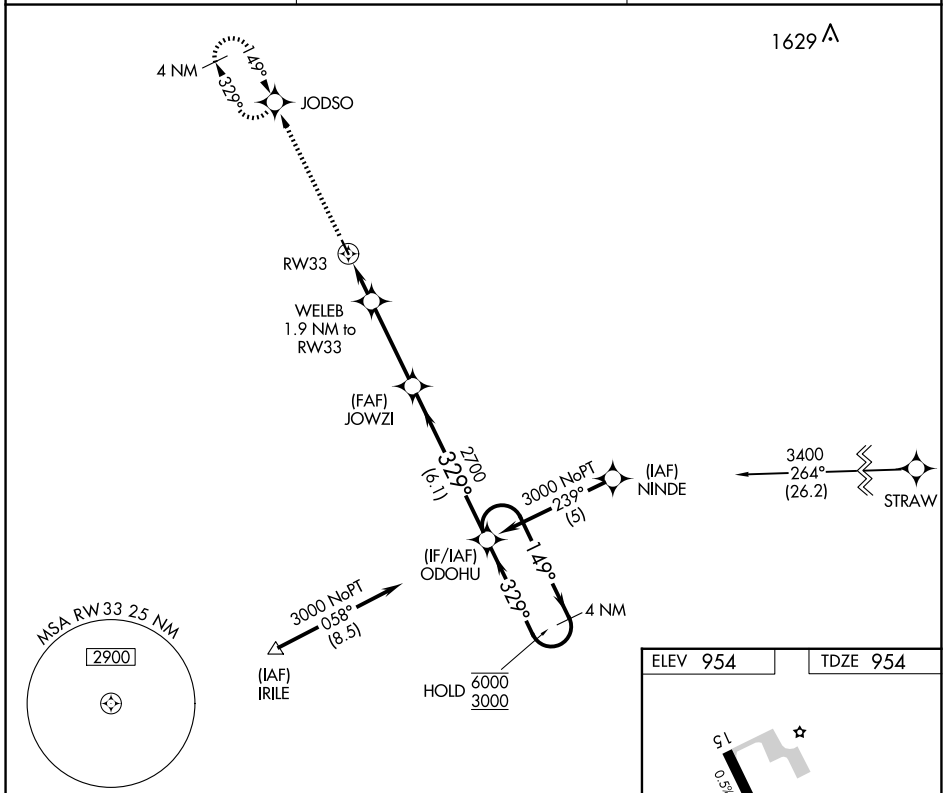 1629
4 NM
149°
329°
JODSO
RW33
WELEB
1.9 NM to
RW33
(FAF)
JOWZI
2700
329°
(6.1)
3000 NoPT
239°
(5)
(IAF)
NINDE
3400
264°
(26.2)
STRAW
(IF/IAF)
ODOHU
149°
329°
4 NM
3000 NoPT
058°
(8.5)
(IAF)
IRILE
HOLD 6000
3000
MSA RW 33 25 NM
2900
ELEV 954
TDZE 954
15
0.5%